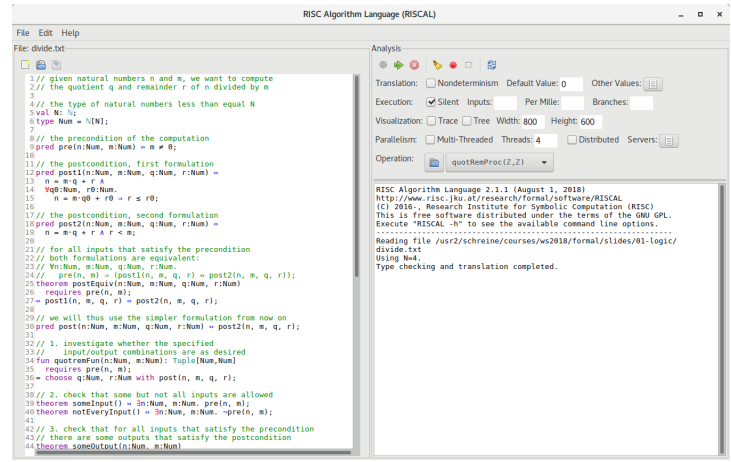 RISC Algorithm Language (RISCAL)
File Edit Help
File: divide.txt
1 // given natural numbers n and m, we want to compute
2 // the quotient q and remainder r of n divided by m
3
4 // the type of natural numbers less than equal N
5 val N: ℕ;
6 type Num = ℕ[N];
7
8 // the precondition of the computation
9 pred pre(n:Num, m:Num) ⇔ m ≠ 0;
10
11 // the postcondition, first formulation
12 pred post1(n:Num, m:Num, q:Num, r:Num) ⇔
13 n = m·q + r ∧
14 ∀q0:Num, r0:Num.
15 n = m·q0 + r0 ⇒ r ≤ r0;
16
17 // the postcondition, second formulation
18 pred post2(n:Num, m:Num, q:Num, r:Num) ⇔
19 n = m·q + r ∧ r < m;
20
21 // for all inputs that satisfy the precondition
22 // both formulations are equivalent:
23 // ∀n:Num, m:Num, q:Num, r:Num.
24 // pre(n, m) ⇒ (post1(n, m, q, r) ⇔ post2(n, m, q, r));
25 theorem postEquiv(n:Num, m:Num, q:Num, r:Num)
26 requires pre(n, m);
27 ⇔ post1(n, m, q, r) ⇔ post2(n, m, q, r);
28
29 // we will thus use the simpler formulation from now on
30 pred post(n:Num, m:Num, q:Num, r:Num) ⇔ post2(n, m, q, r);
31
32 // 1. investigate whether the specified
33 // input/output combinations are as desired
34 fun quotremFun(n:Num, m:Num): Tuple[Num,Num]
35 requires pre(n, m);
36 = choose q:Num, r:Num with post(n, m, q, r);
37
38 // 2. check that some but not all inputs are allowed
39 theorem someInput() ⇔ ∃n:Num, m:Num. pre(n, m);
40 theorem notEveryInput() ⇔ ∃n:Num, m:Num. ¬pre(n, m);
41
42 // 3. check that for all inputs that satisfy the precondition
43 // there are some outputs that satisfy the postcondition
44 theorem someOutput(n:Num, m:Num)
Analysis
Translation: Nondeterminism Default Value: 0 Other Values:
Execution: Silent Inputs: Per Mille: Branches:
Visualization: Trace Tree Width: 800 Height: 600
Parallelism: Multi-Threaded Threads: 4 Distributed Servers:
Operation: quotRemProc(Z,Z)
RISC Algorithm Language 2.1.1 (August 1, 2018)
http://www.risc.jku.at/research/formal/software/RISCAL
(C) 2016-, Research Institute for Symbolic Computation (RISC)
This is free software distributed under the terms of the GNU GPL.
Execute "RISCAL -h" to see the available command line options.
-----------------------------------------------------------------
Reading file /usr2/schreine/courses/ws2018/formal/slides/01-logic/
divide.txt
Using N=4.
Type checking and translation completed.